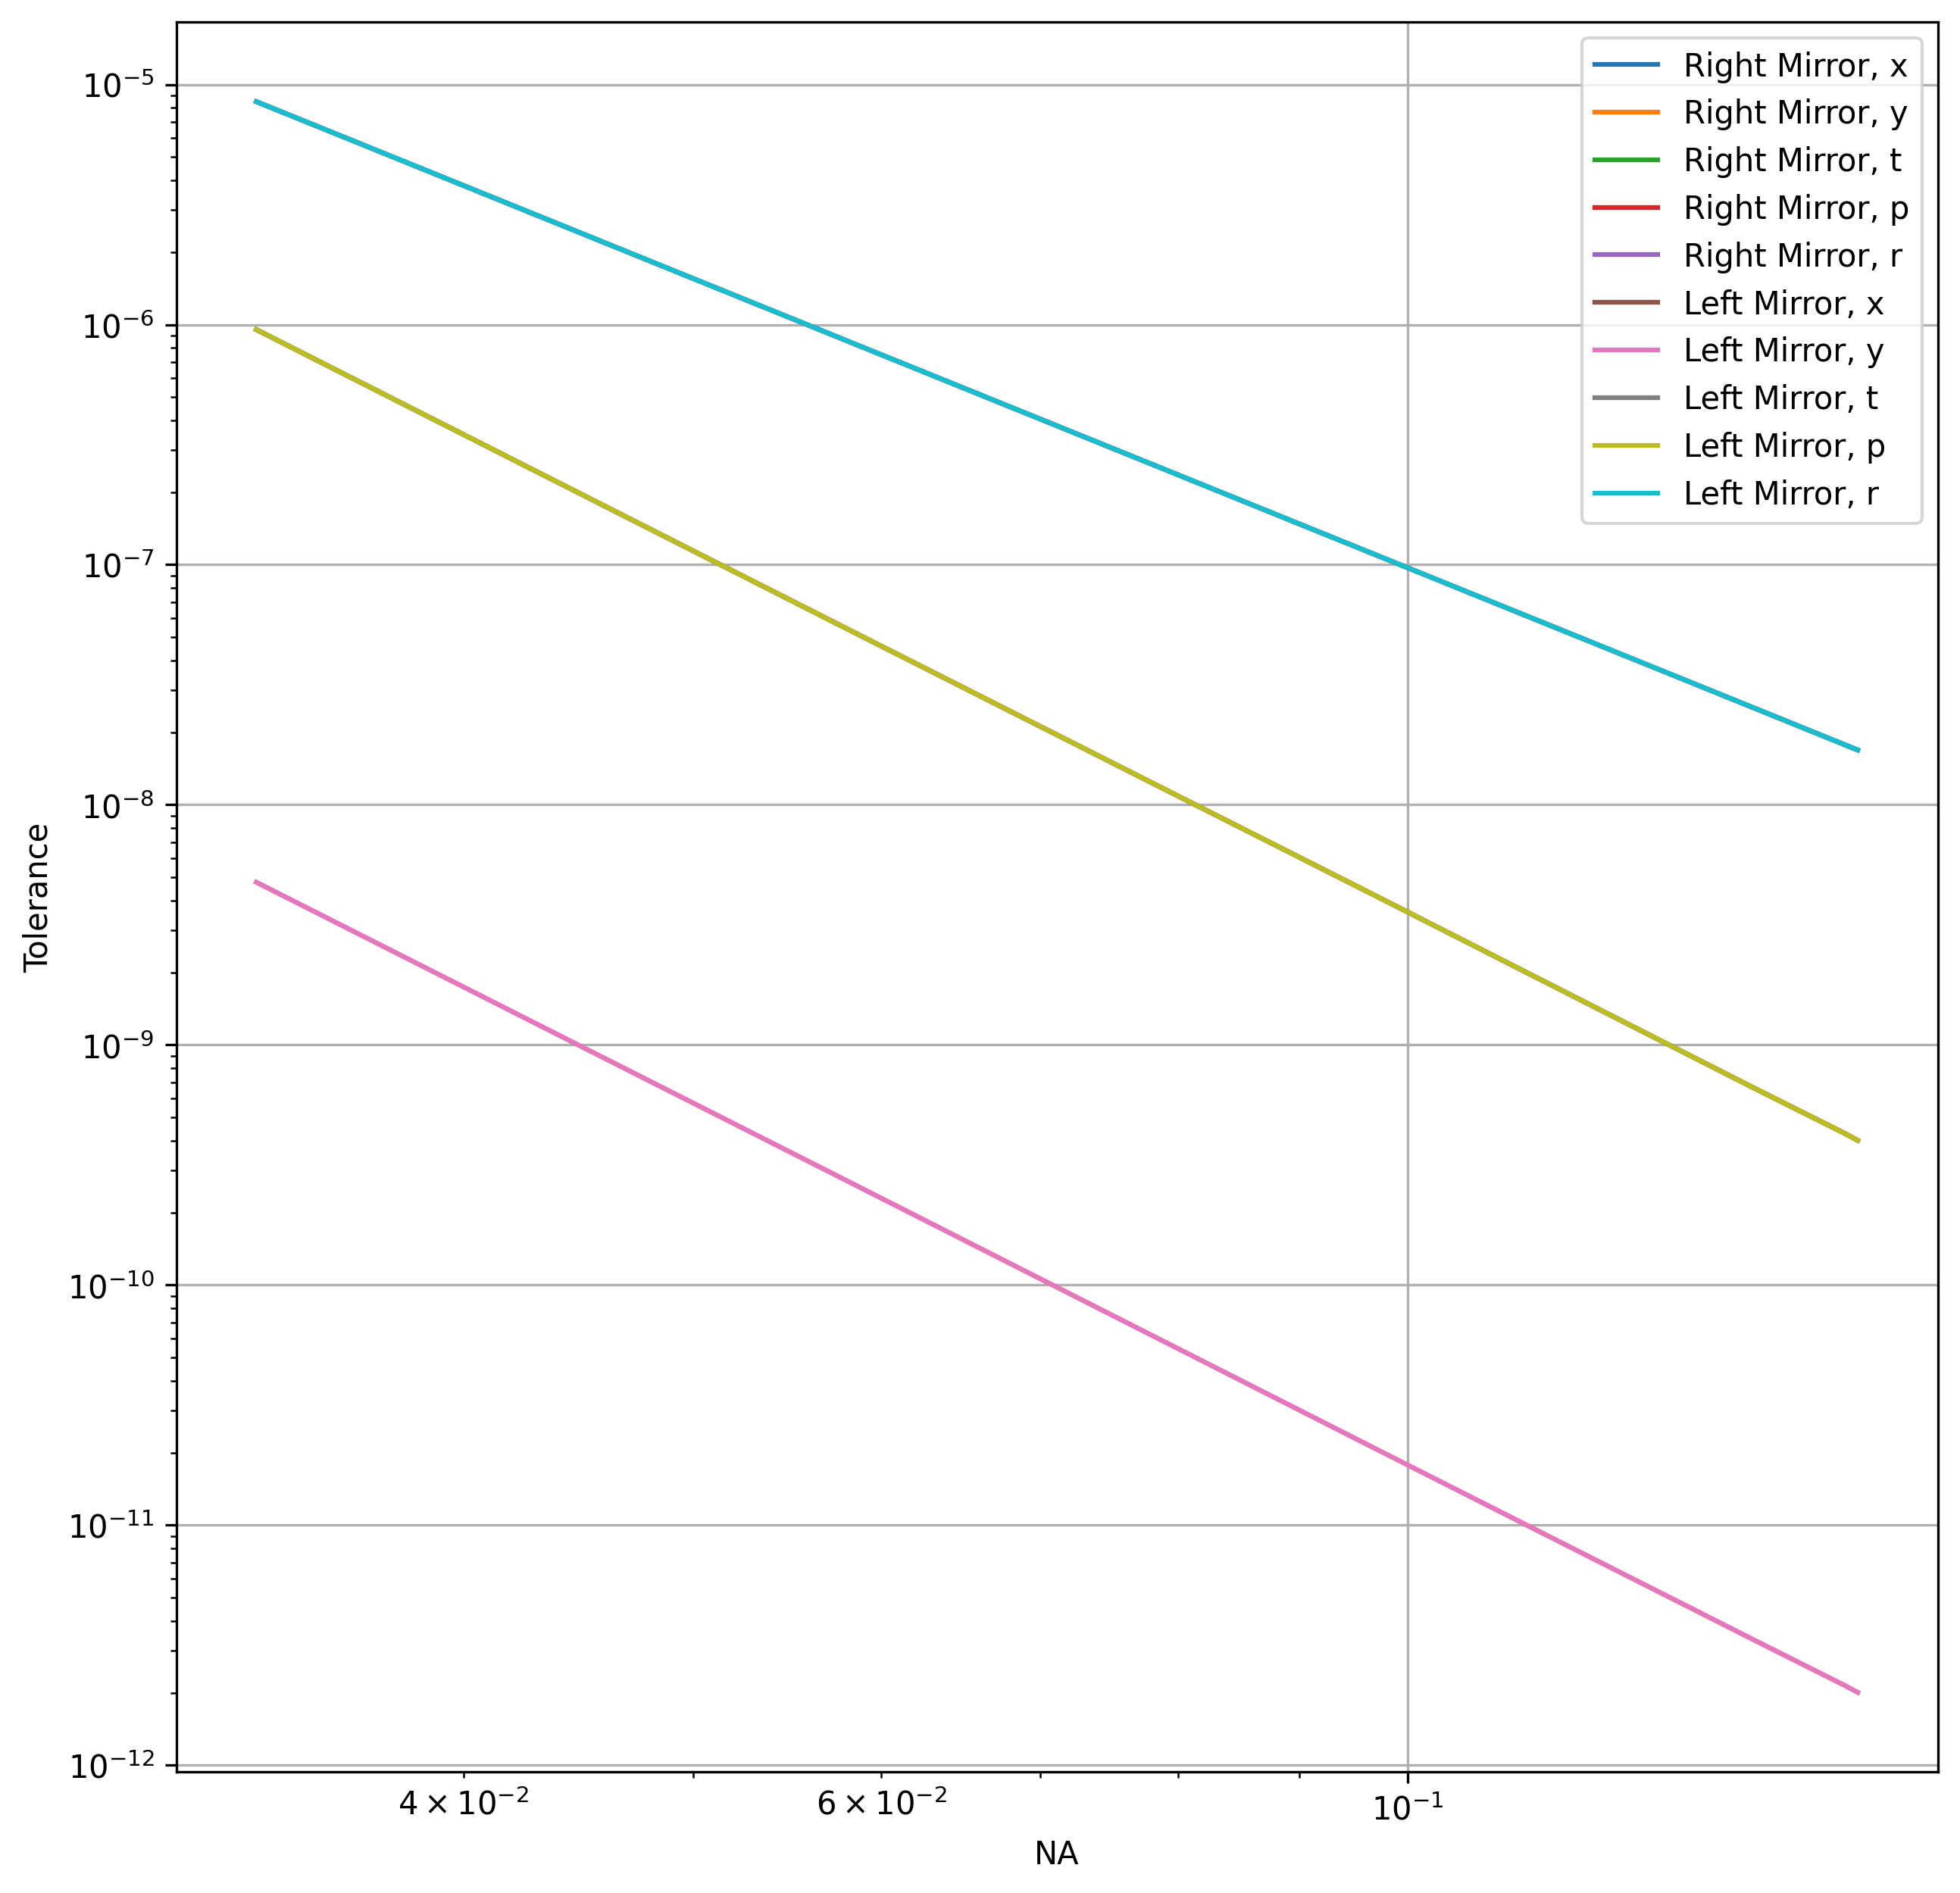 10⁻⁵
10⁻⁶
10⁻⁷
10⁻⁸
10⁻⁹
10⁻¹⁰
10⁻¹¹
10⁻¹²
Tolerance
4 × 10⁻²
6 × 10⁻²
10⁻¹
NA
Right Mirror, x
Right Mirror, y
Right Mirror, t
Right Mirror, p
Right Mirror, r
Left Mirror, x
Left Mirror, y
Left Mirror, t
Left Mirror, p
Left Mirror, r